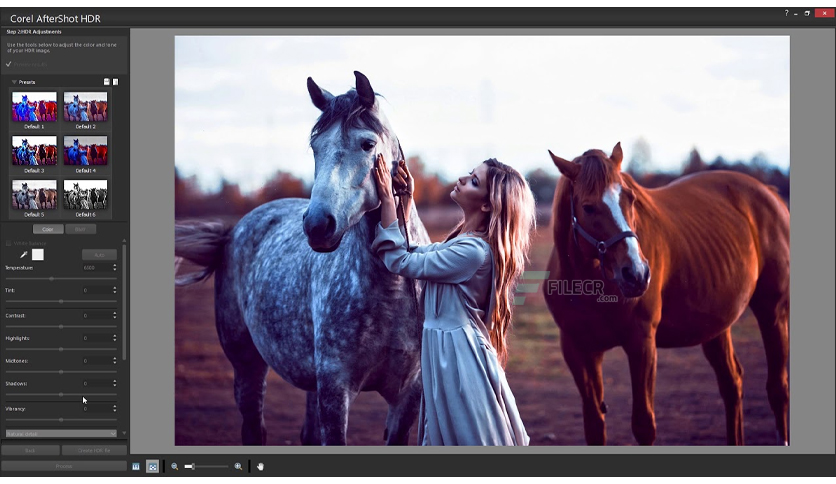 Corel AfterShot HDR
Step 2:HDR Adjustments
Use the tools below to adjust the color and tone
of your HDR image.
Presets
Default 1
Default 2
Default 3
Default 4
Default 5
Default 6
Color
Auto
Temperature:
6500
Tint:
0
Contrast:
0
Highlights:
0
Midtones:
0
Shadows:
0
Vibrancy:
0
FILECR
.com